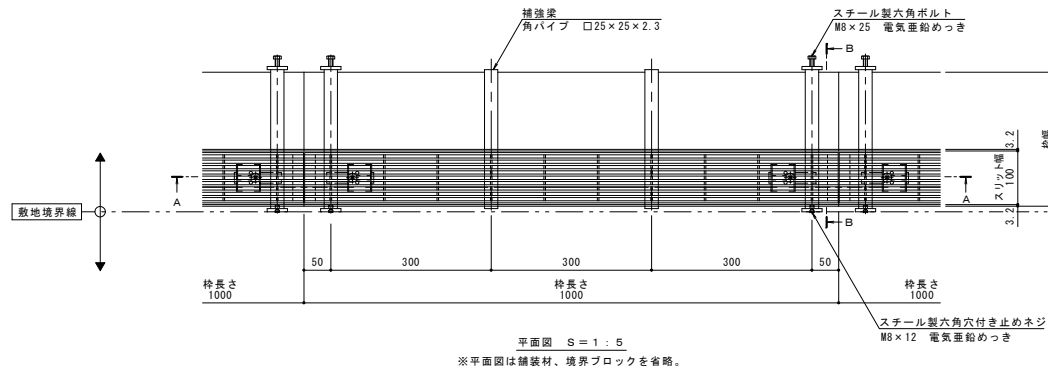 補強梁
角パイプ □25×25×2.3
スチール製六角ボルト
M8×25 電気亜鉛めっき
B
3.2
枠幅
スリット幅
100
3.2
A
A
敷地境界線
B
50
300
300
300
50
枠長さ
1000
枠長さ
1000
枠長さ
1000
スチール製六角穴付き止めネジ
M8×12 電気亜鉛めっき
平面図 S=1:5
※平面図は舗装材、境界ブロックを省略。